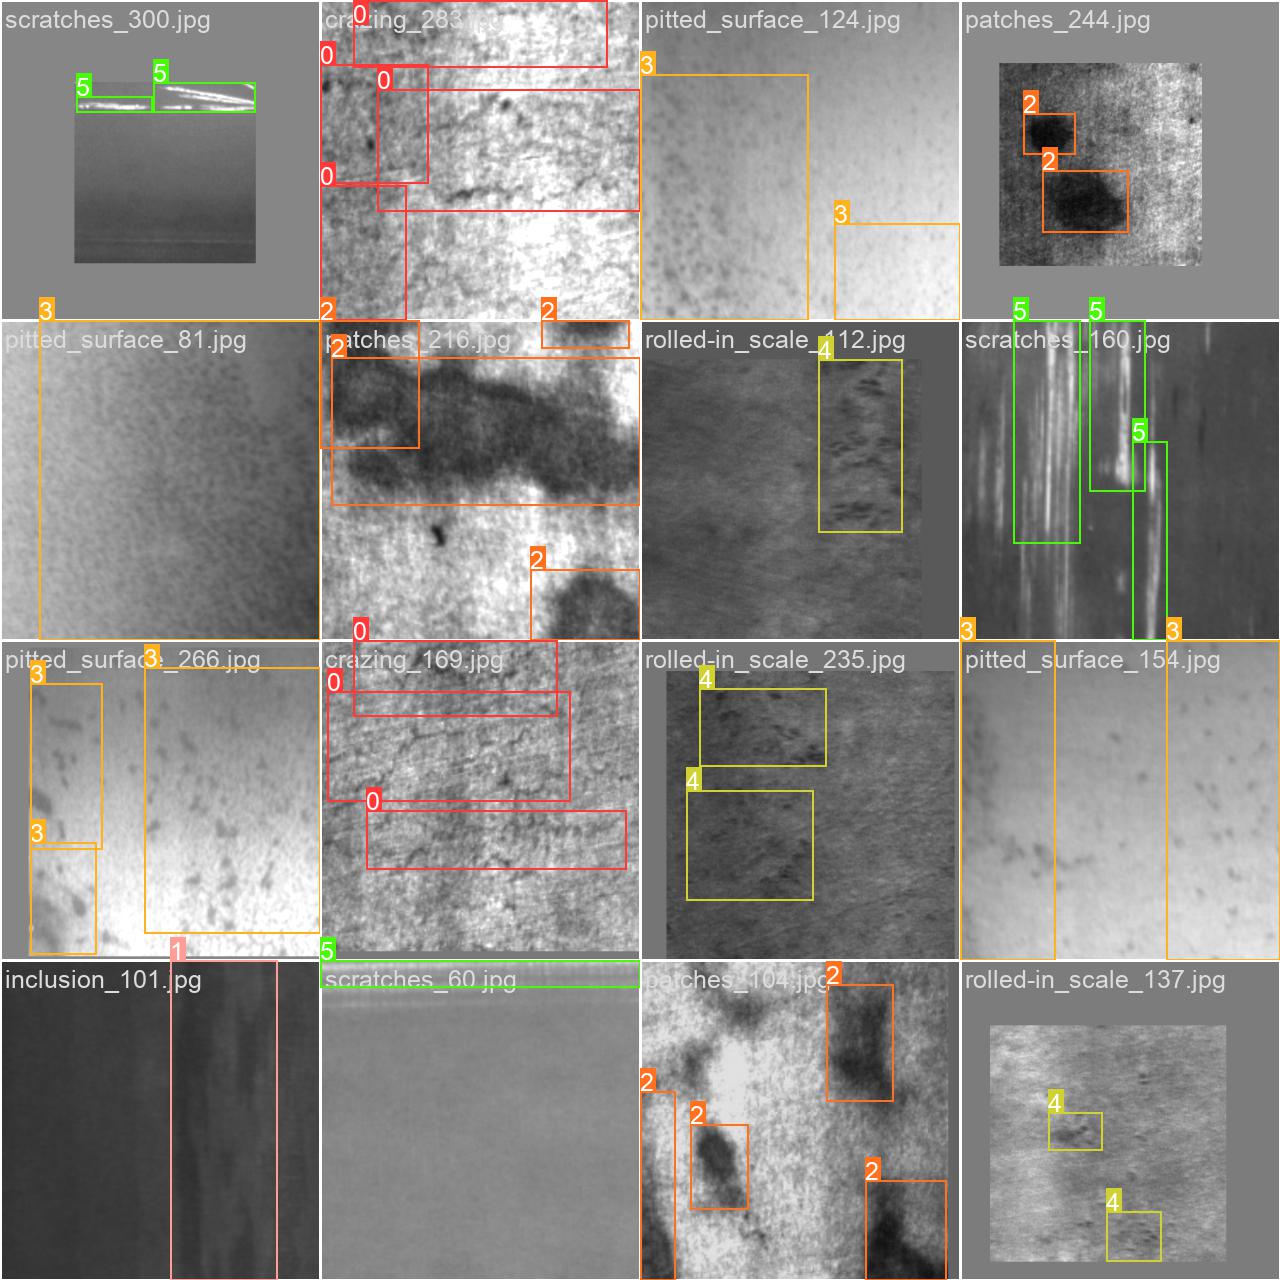 scratches_300.jpg
5
5
crazing_283.jpg
0
0
0
0
pitted_surface_124.jpg
3
3
patches_244.jpg
2
2
pitted_surface_81.jpg
3
patches_216.jpg
2
2
2
2
rolled-in_scale_112.jpg
4
scratches_160.jpg
5
5
5
pitted_surface_266.jpg
3
3
3
crazing_169.jpg
0
0
0
rolled-in_scale_235.jpg
4
4
pitted_surface_154.jpg
3
3
inclusion_101.jpg
1
scratches_60.jpg
5
patches_104.jpg
2
2
2
2
rolled-in_scale_137.jpg
4
4